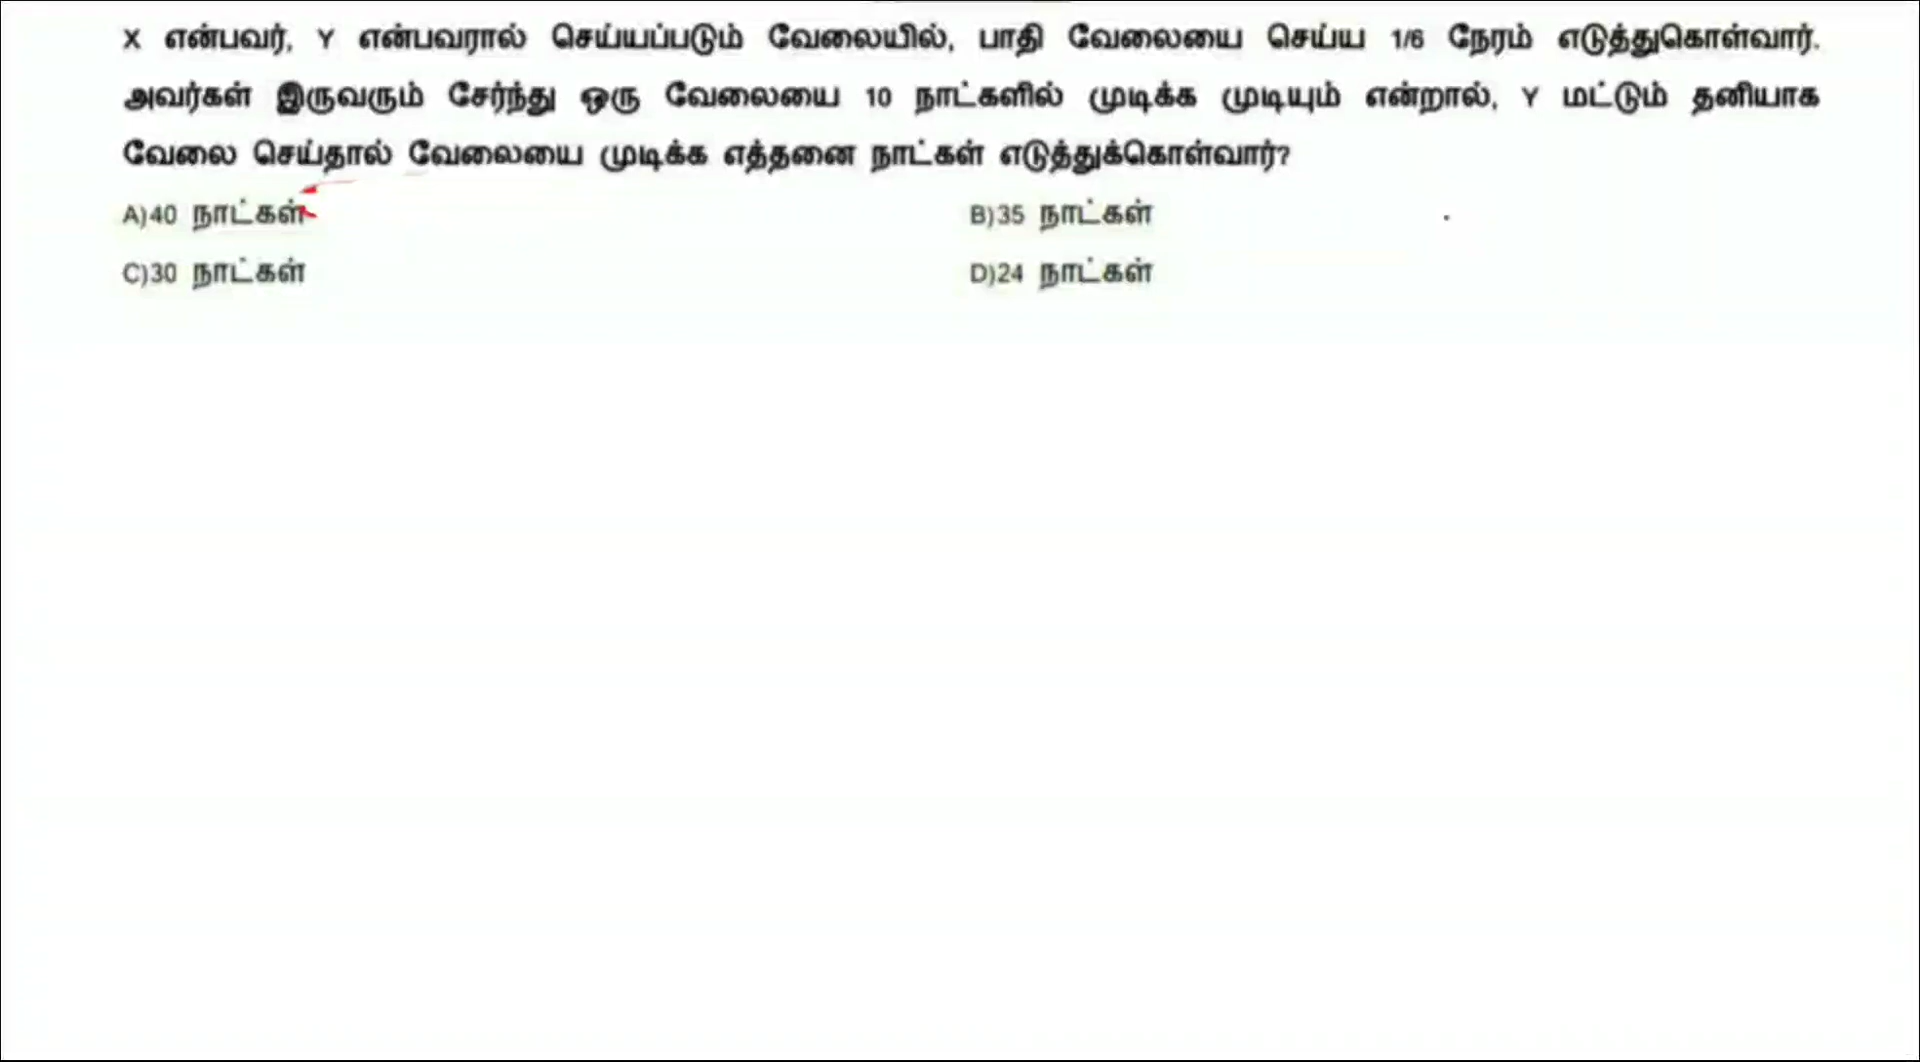 X என்பவர், Y என்பவரால் செய்யப்படும் வேலையில், பாதி வேலையை செய்ய 1/6 நேரம் எடுத்துகொள்வார்.
அவர்கள் இருவரும் சேர்ந்து ஒரு வேலையை 10 நாட்களில் முடிக்க முடியும் என்றால், Y மட்டும் தனியாக
வேலை செய்தால் வேலையை முடிக்க எத்தனை நாட்கள் எடுத்துக்கொள்வார்?
A)40 நாட்கள் B)35 நாட்கள்
C)30 நாட்கள் D)24 நாட்கள்